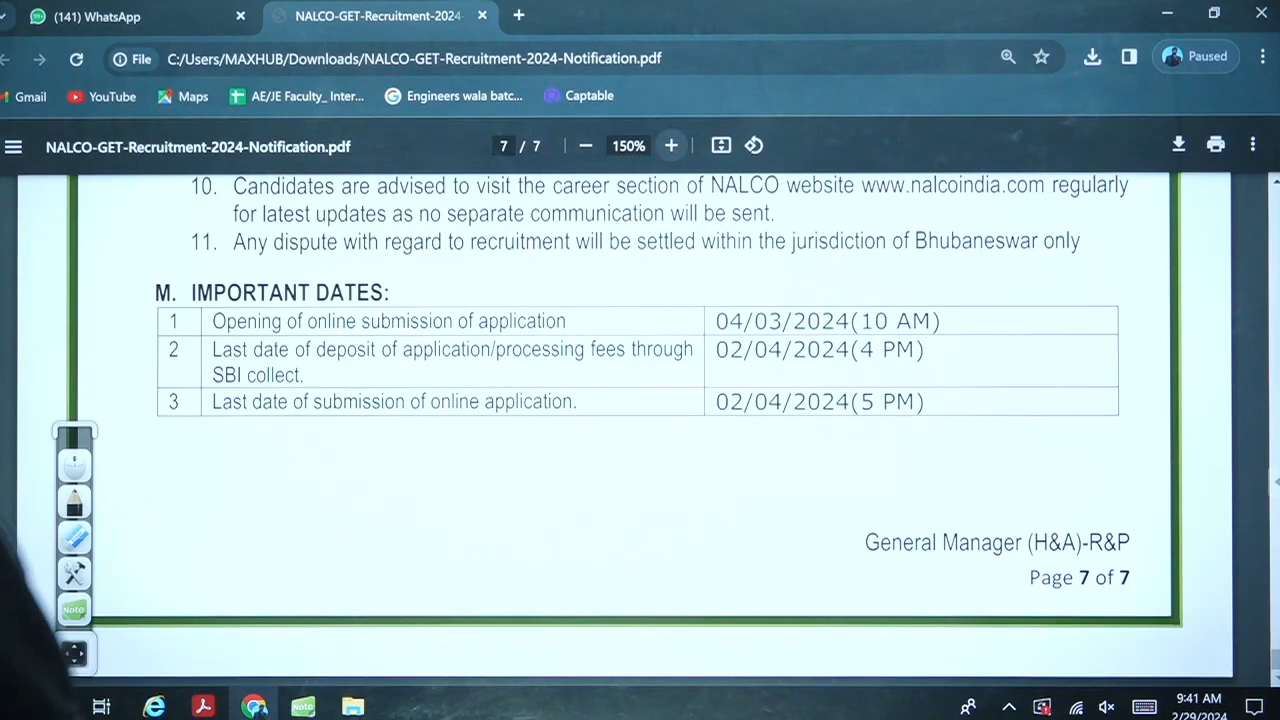 (141) WhatsApp
NALCO-GET-Recruitment-2024
File C:/Users/MAXHUB/Downloads/NALCO-GET-Recruitment-2024-Notification.pdf
Paused
Gmail YouTube Maps AE/JE Faculty_ Inter... Engineers wala batc... Captable
NALCO-GET-Recruitment-2024-Notification.pdf
7 / 7
150%
10. Candidates are advised to visit the career section of NALCO website www.nalcoindia.com regularly
for latest updates as no separate communication will be sent.
11. Any dispute with regard to recruitment will be settled within the jurisdiction of Bhubaneswar only
M. IMPORTANT DATES:
1 Opening of online submission of application 04/03/2024(10 AM)
2 Last date of deposit of application/processing fees through 02/04/2024(4 PM)
SBI collect.
3 Last date of submission of online application. 02/04/2024(5 PM)
General Manager (H&A)-R&P
Page 7 of 7
Note
Note
9:41 AM
2/29/2024